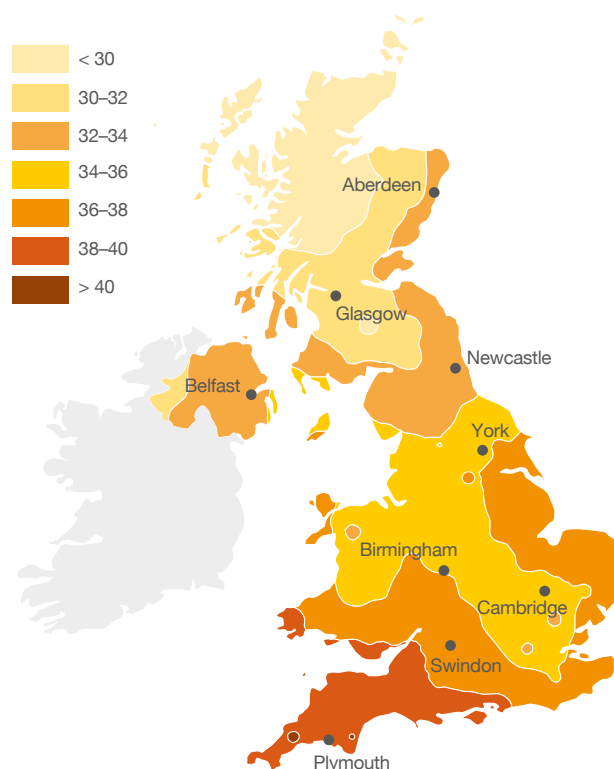 < 30
30–32
32–34
34–36
36–38
38–40
> 40
Aberdeen
Glasgow
Newcastle
Belfast
York
Birmingham
Cambridge
Swindon
Plymouth